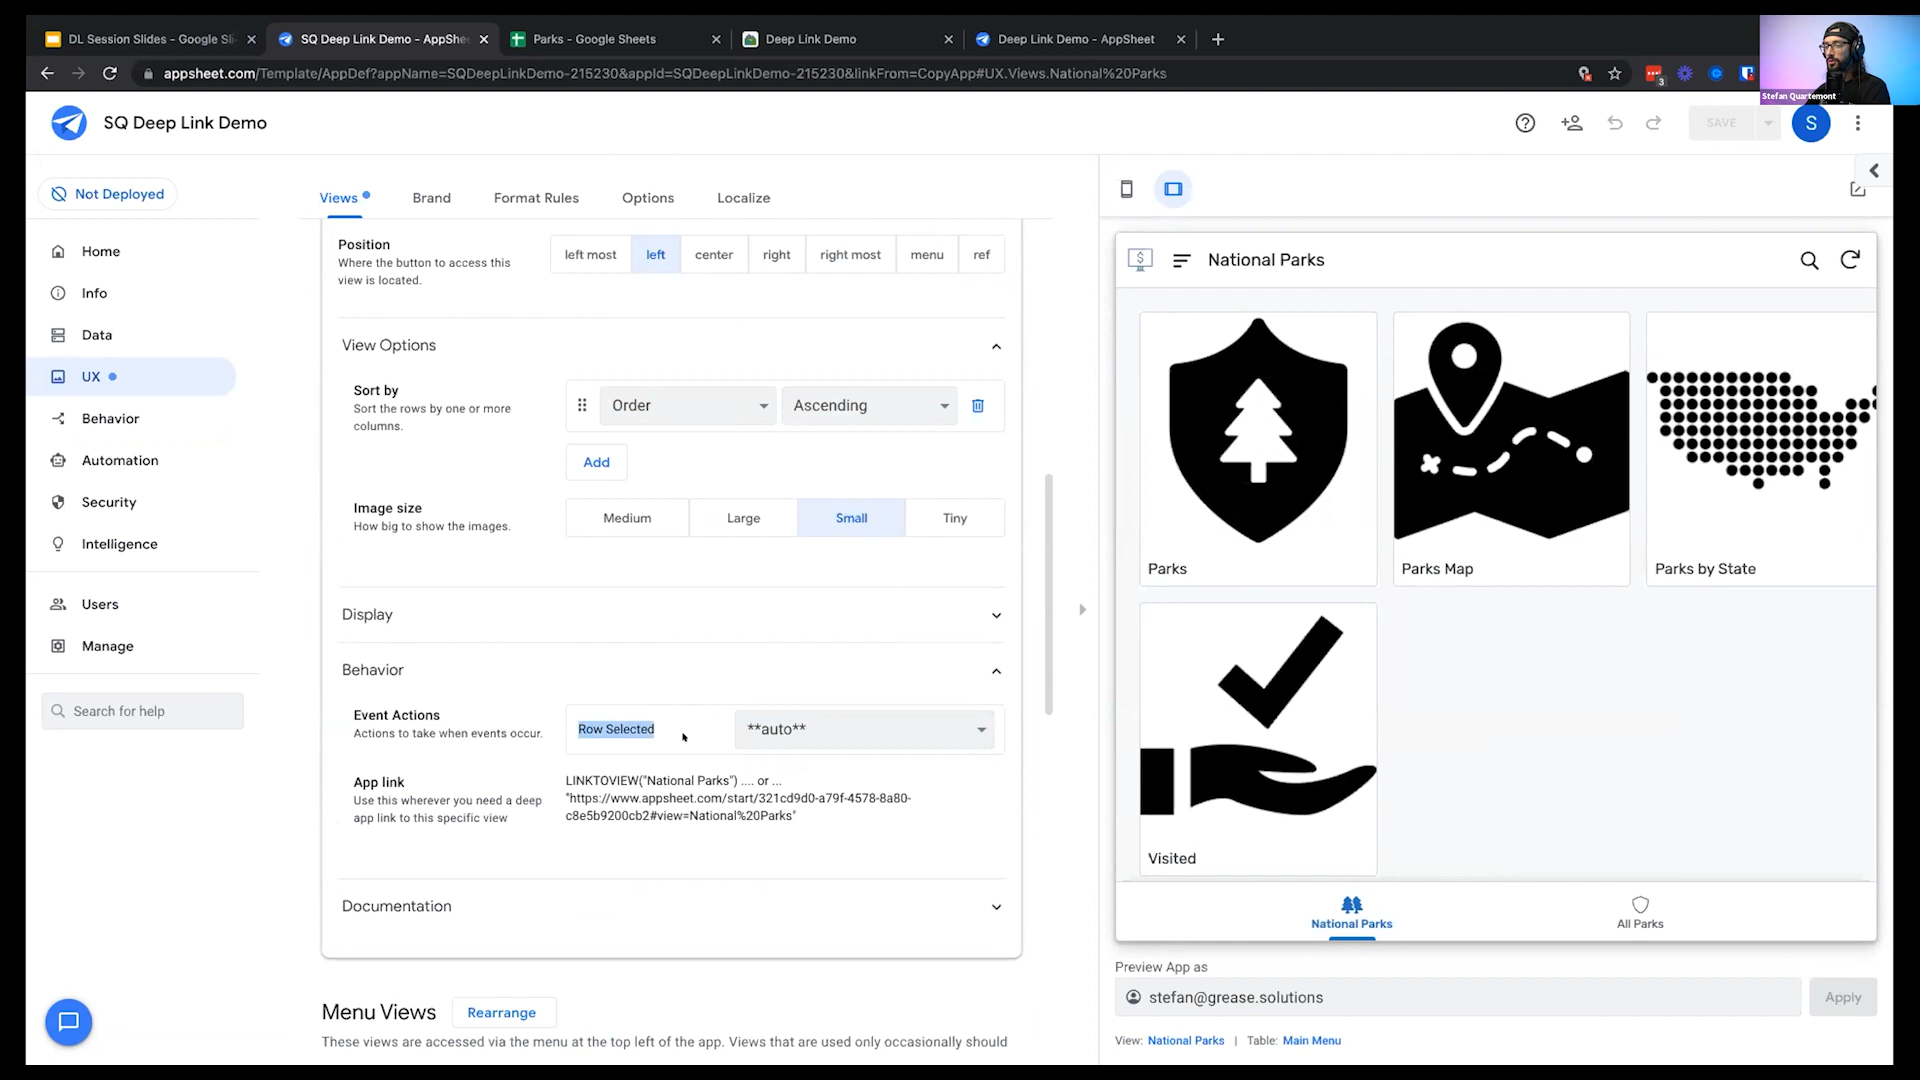 DL Session Slides - Google Sli
SQ Deep Link Demo - AppShe
Parks - Google Sheets
Deep Link Demo
Deep Link Demo - AppSheet
appsheet.com/Template/AppDef?appName=SQDeepLinkDemo-215230&appId=SQDeepLinkDemo-215230&linkFrom=CopyApp#UX.Views.National%20Parks
3
Stefan Quartemont
SQ Deep Link Demo
SAVE
S
Not Deployed
Home
Info
Data
UX
Behavior
Automation
Security
Intelligence
Users
Manage
Search for help
Views
Brand
Format Rules
Options
Localize
Position
Where the button to access this
view is located.
left most
left
center
right
right most
menu
ref
View Options
Sort by
Sort the rows by one or more
columns.
Order
Ascending
Add
Image size
How big to show the images.
Medium
Large
Small
Tiny
Display
Behavior
Event Actions
Actions to take when events occur.
Row Selected
**auto**
App link
Use this wherever you need a deep
app link to this specific view
LINKTOVIEW("National Parks") .... or ...
"https://www.appsheet.com/start/321cd9d0-a79f-4578-8a80-
c8e5b9200cb2#view=National%20Parks"
Documentation
Menu Views
Rearrange
These views are accessed via the menu at the top left of the app. Views that are used only occasionally should
$
National Parks
Parks
Parks Map
Parks by State
Visited
National Parks
All Parks
Preview App as
stefan@grease.solutions
Apply
View: National Parks | Table: Main Menu